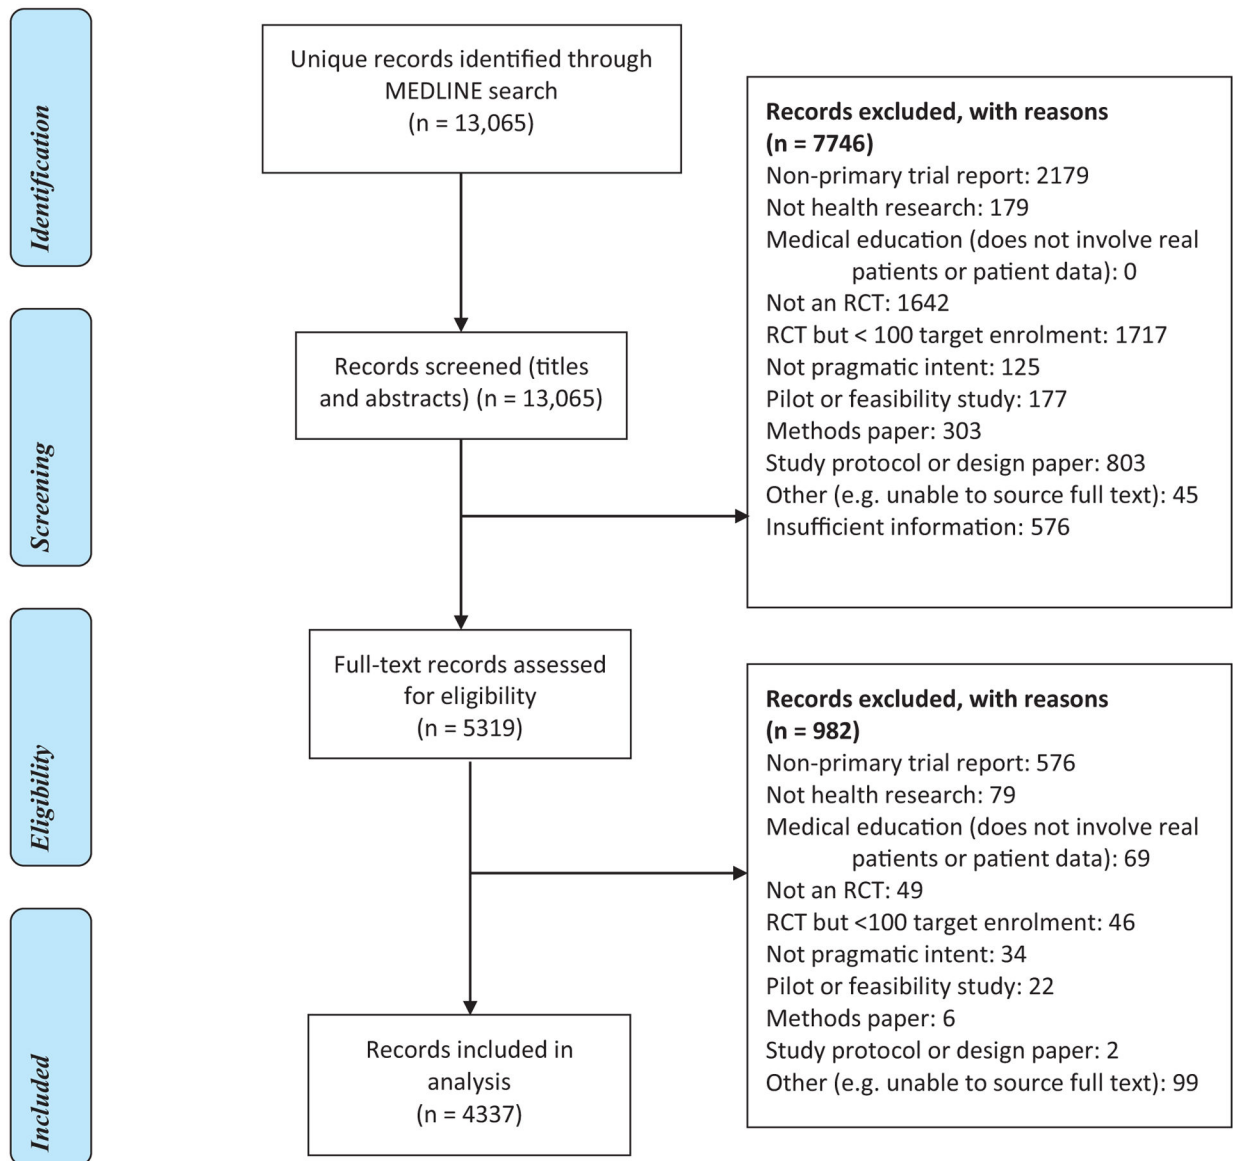 Identification
Unique records identified through
MEDLINE search
(n = 13,065)
Records excluded, with reasons
(n = 7746)
Non-primary trial report: 2179
Not health research: 179
Medical education (does not involve real
patients or patient data): 0
Not an RCT: 1642
RCT but < 100 target enrolment: 1717
Not pragmatic intent: 125
Pilot or feasibility study: 177
Methods paper: 303
Study protocol or design paper: 803
Other (e.g. unable to source full text): 45
Insufficient information: 576
Screening
Records screened (titles
and abstracts) (n = 13,065)
Eligibility
Full-text records assessed
for eligibility
(n = 5319)
Records excluded, with reasons
(n = 982)
Non-primary trial report: 576
Not health research: 79
Medical education (does not involve real
patients or patient data): 69
Not an RCT: 49
RCT but <100 target enrolment: 46
Not pragmatic intent: 34
Pilot or feasibility study: 22
Methods paper: 6
Study protocol or design paper: 2
Other (e.g. unable to source full text): 99
Included
Records included in
analysis
(n = 4337)